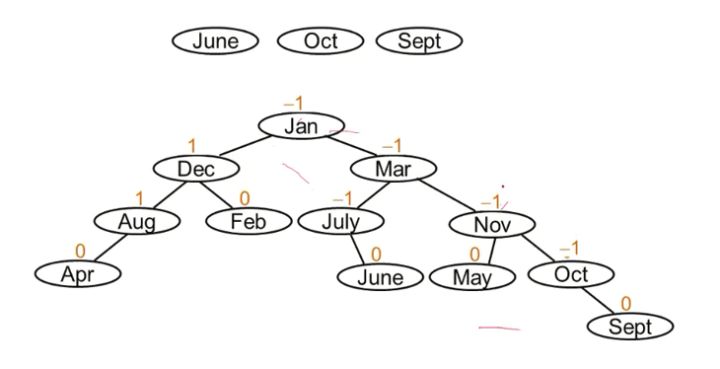 June Oct Sept
–1
Jan
1 –1
Dec Mar
1 0 –1 –1
Aug Feb July Nov
0 0 0 –1
Apr June May Oct
0
Sept